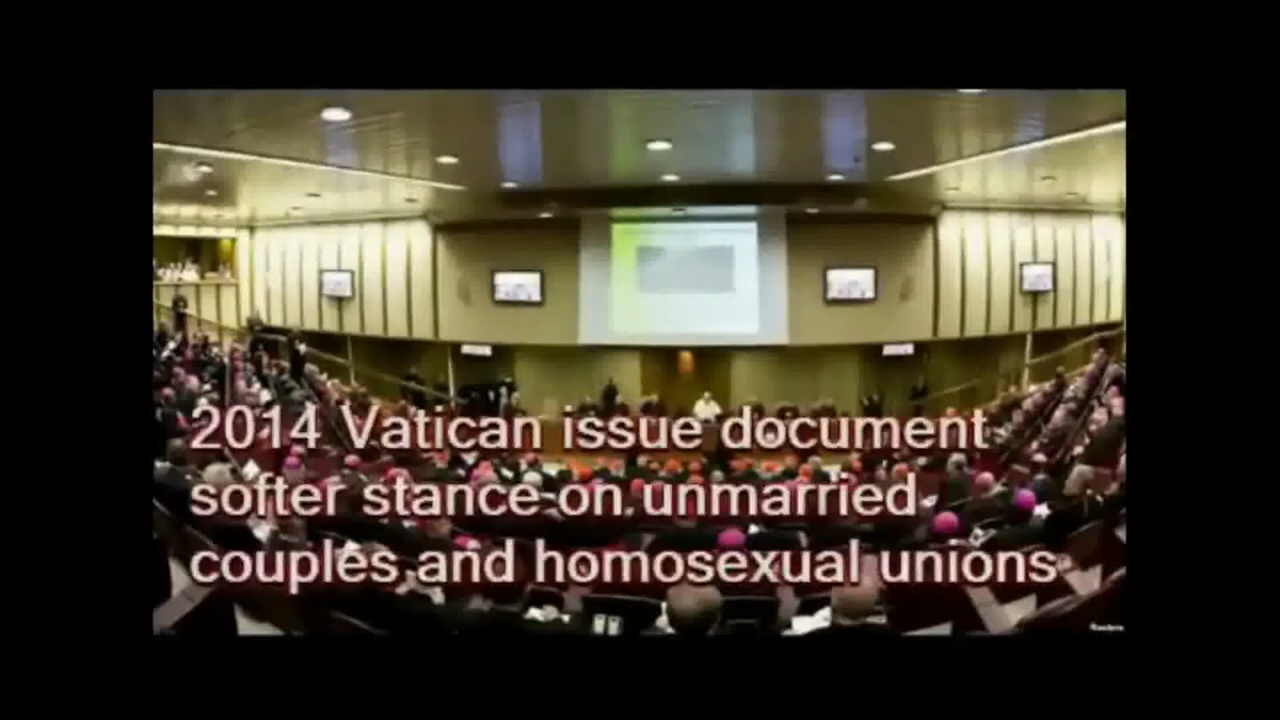 2014 Vatican issue document
softer stance on unmarried
couples and homosexual unions